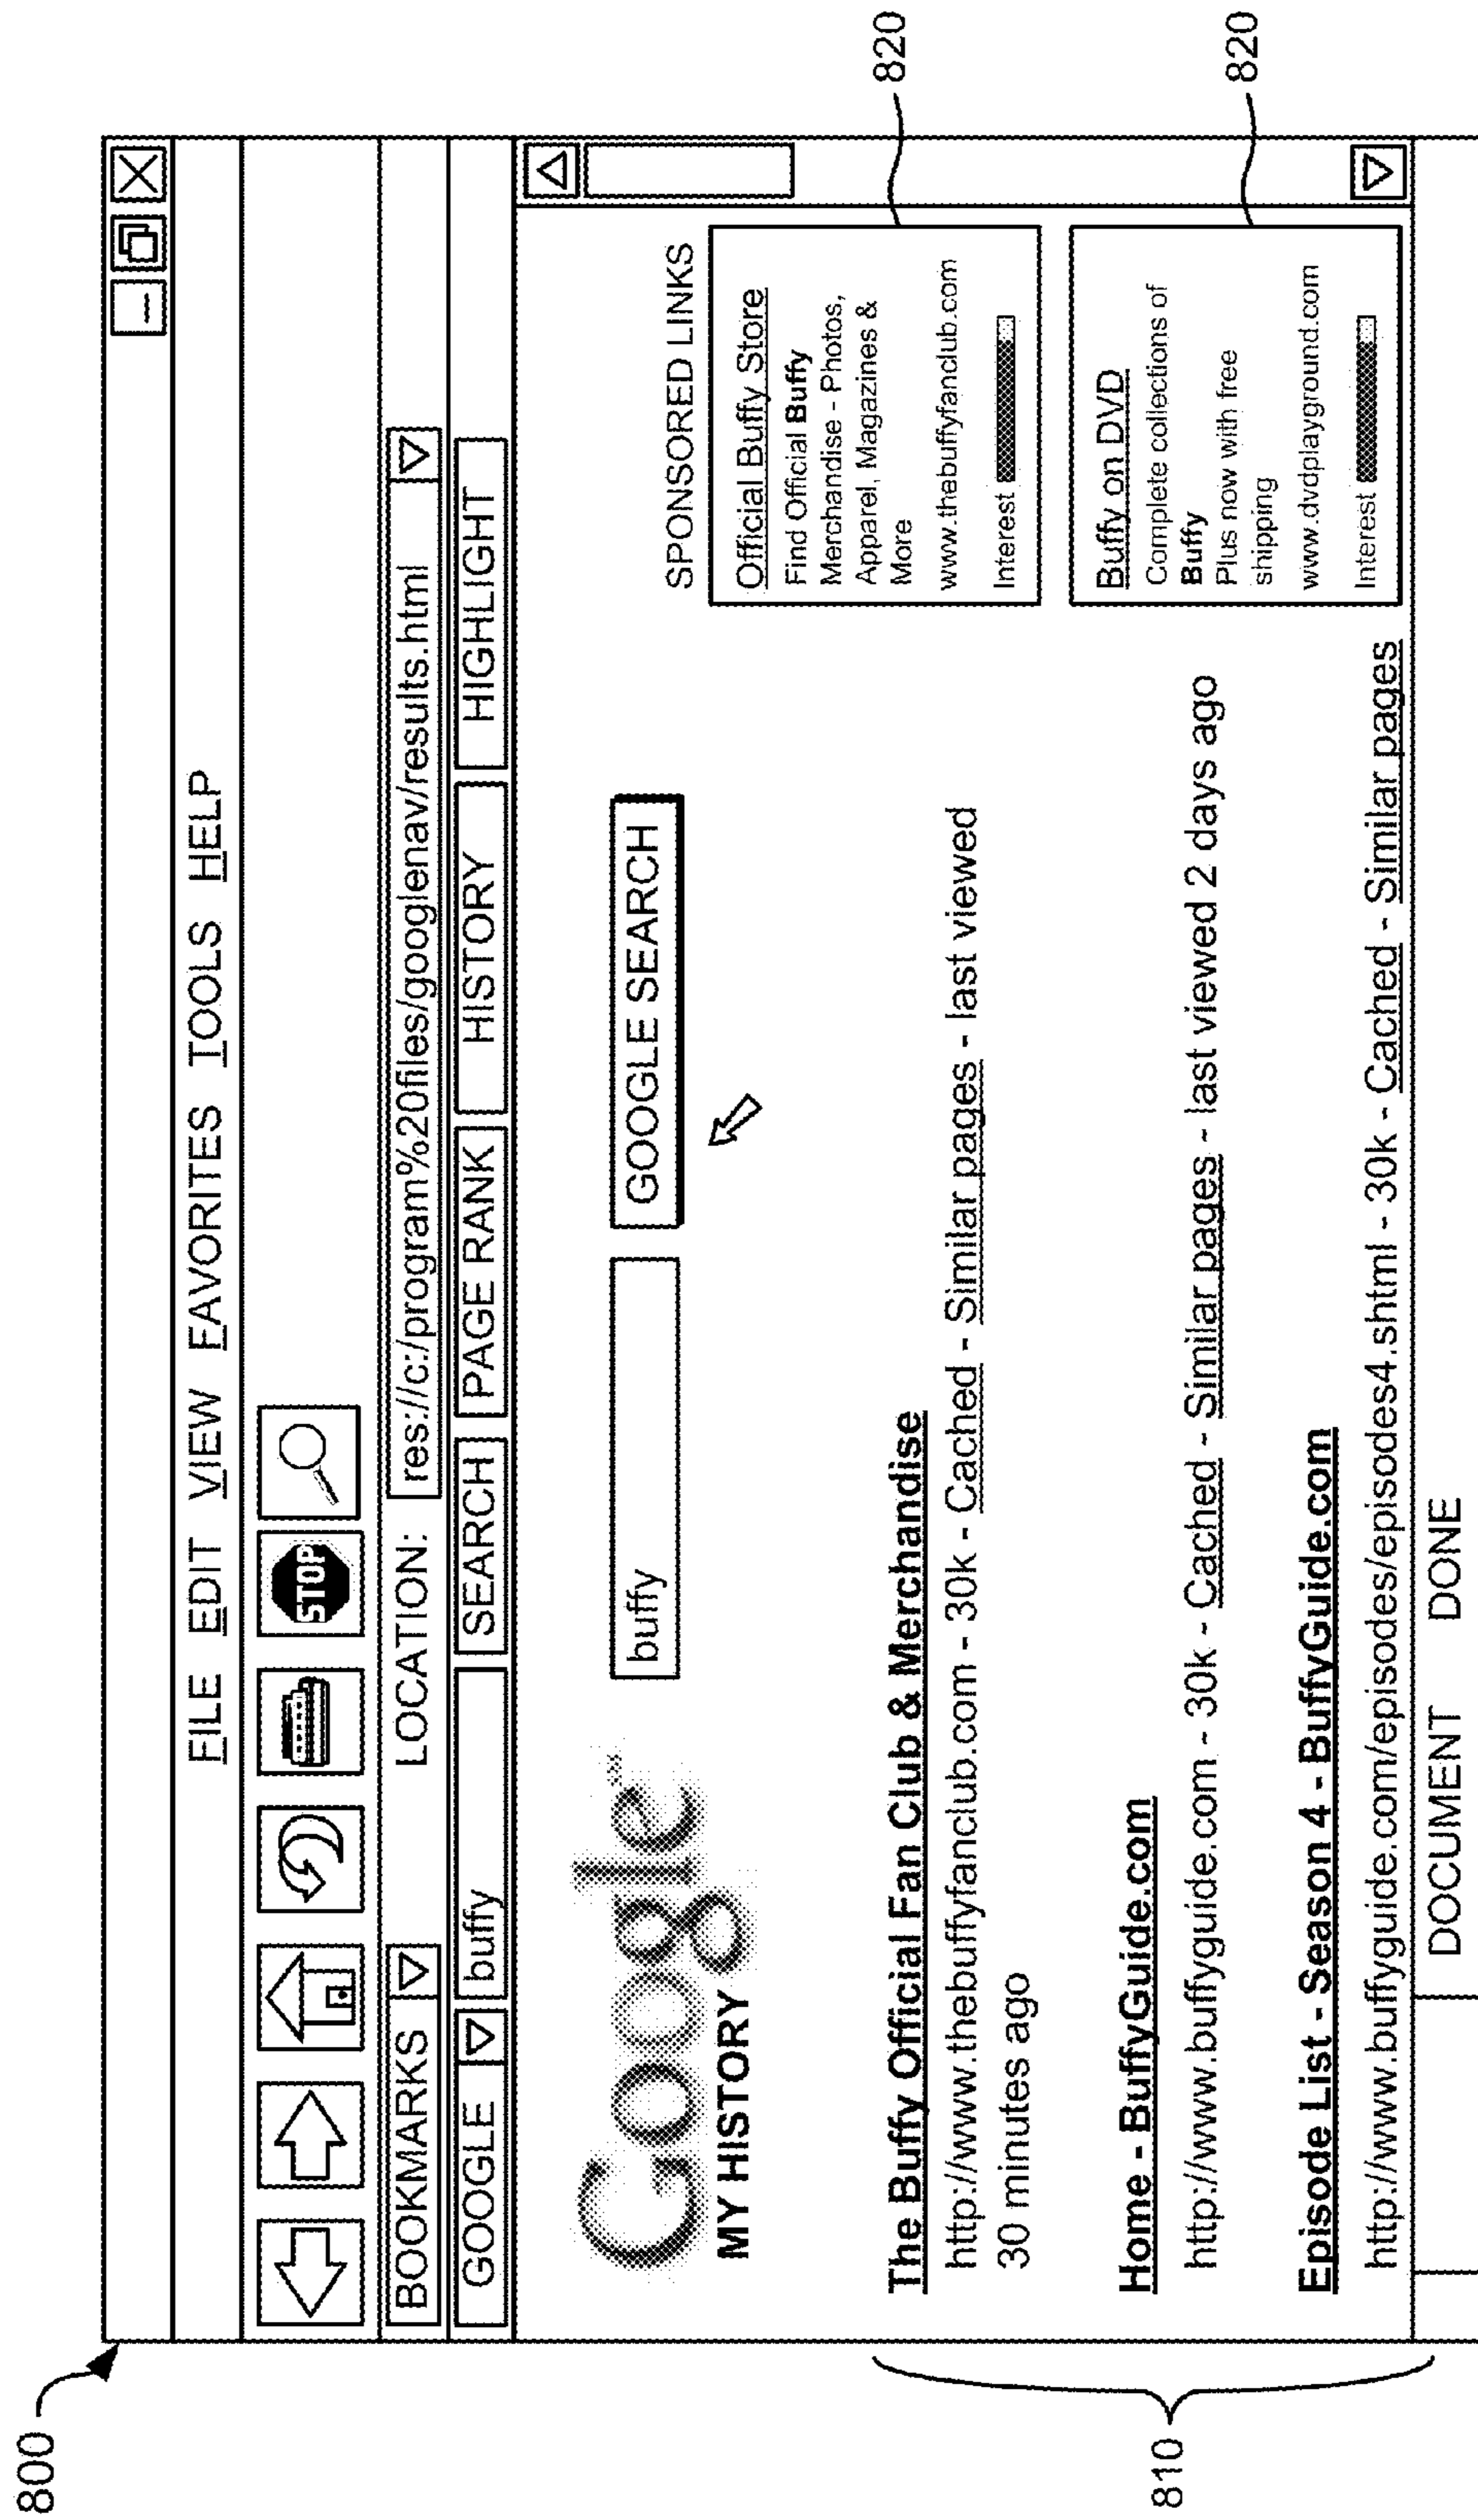 800
FILE EDIT VIEW FAVORITES TOOLS HELP
STOP
BOOKMARKS LOCATION: res://c:/program%20files/googlenav/results.html
GOOGLE buffy SEARCH PAGE RANK HISTORY HIGHLIGHT
Google
MY HISTORY
buffy GOOGLE SEARCH
SPONSORED LINKS
Official Buffy Store
Find Official Buffy
Merchandise - Photos,
Apparel, Magazines &
More
www.thebuffyfanclub.com
Interest
820
Buffy on DVD
Complete collections of
Buffy
Plus now with free
shipping
www.dvdplayground.com
Interest
820
810
The Buffy Official Fan Club & Merchandise
http://www.thebuffyfanclub.com - 30k - Cached - Similar pages - last viewed
30 minutes ago
Home - BuffyGuide.com
http://www.buffyguide.com - 30k - Cached - Similar pages - last viewed 2 days ago
Episode List - Season 4 - BuffyGuide.com
http://www.buffyguide.com/episodes/episodes4.shtml - 30k - Cached - Similar pages
DOCUMENT DONE